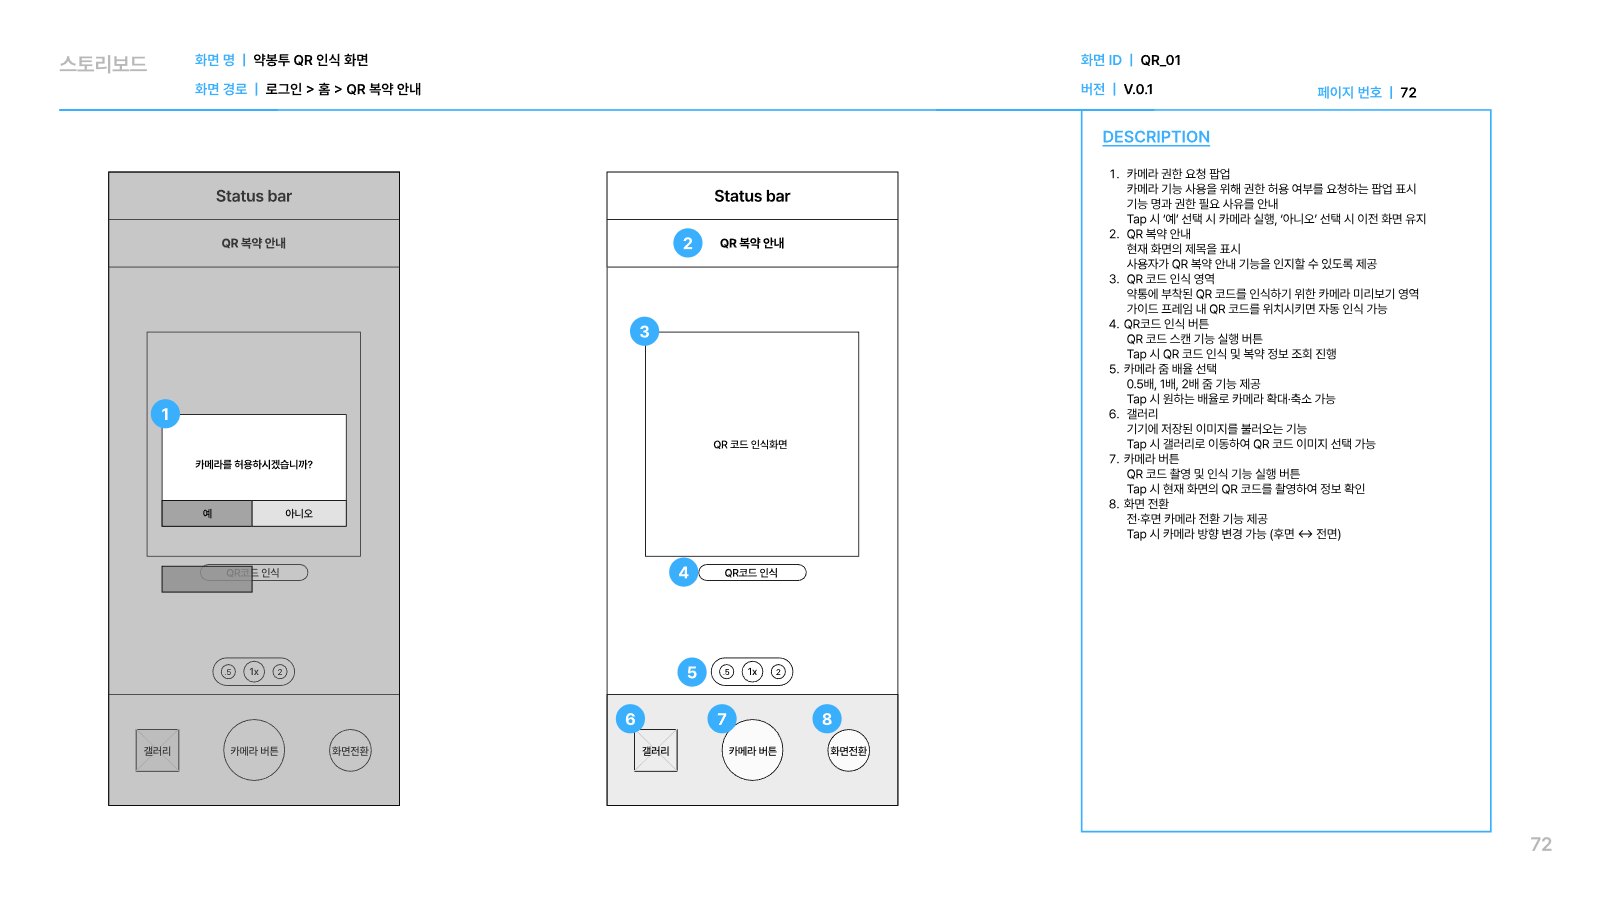 스토리보드
화면 명 | 약봉투 QR 인식 화면
화면 경로 | 로그인 > 홈 > QR 복약 안내
화면 ID | QR_01
버전 | V.0.1
페이지 번호 | 72
Status bar
QR 복약 안내
1
카메라를 허용하시겠습니까?
예
아니오
QR코드 인식
.5 1x 2
갤러리
카메라 버튼
화면전환
Status bar
2 QR 복약 안내
3
QR 코드 인식화면
4 QR코드 인식
5 .5 1x 2
6 갤러리
7 카메라 버튼
8 화면전환
DESCRIPTION
1. 카메라 권한 요청 팝업
카메라 기능 사용을 위해 권한 허용 여부를 요청하는 팝업 표시
기능 명과 권한 필요 사유를 안내
Tap 시 ‘예’ 선택 시 카메라 실행, ‘아니오’ 선택 시 이전 화면 유지
2. QR 복약 안내
현재 화면의 제목을 표시
사용자가 QR 복약 안내 기능을 인지할 수 있도록 제공
3. QR 코드 인식 영역
약통에 부착된 QR 코드를 인식하기 위한 카메라 미리보기 영역
가이드 프레임 내 QR 코드를 위치시키면 자동 인식 가능
4. QR코드 인식 버튼
QR 코드 스캔 기능 실행 버튼
Tap 시 QR 코드 인식 및 복약 정보 조회 진행
5. 카메라 줌 배율 선택
0.5배, 1배, 2배 줌 기능 제공
Tap 시 원하는 배율로 카메라 확대·축소 가능
6. 갤러리
기기에 저장된 이미지를 불러오는 기능
Tap 시 갤러리로 이동하여 QR 코드 이미지 선택 가능
7. 카메라 버튼
QR 코드 촬영 및 인식 기능 실행 버튼
Tap 시 현재 화면의 QR 코드를 촬영하여 정보 확인
8. 화면 전환
전·후면 카메라 전환 기능 제공
Tap 시 카메라 방향 변경 가능 (후면 ↔ 전면)
72